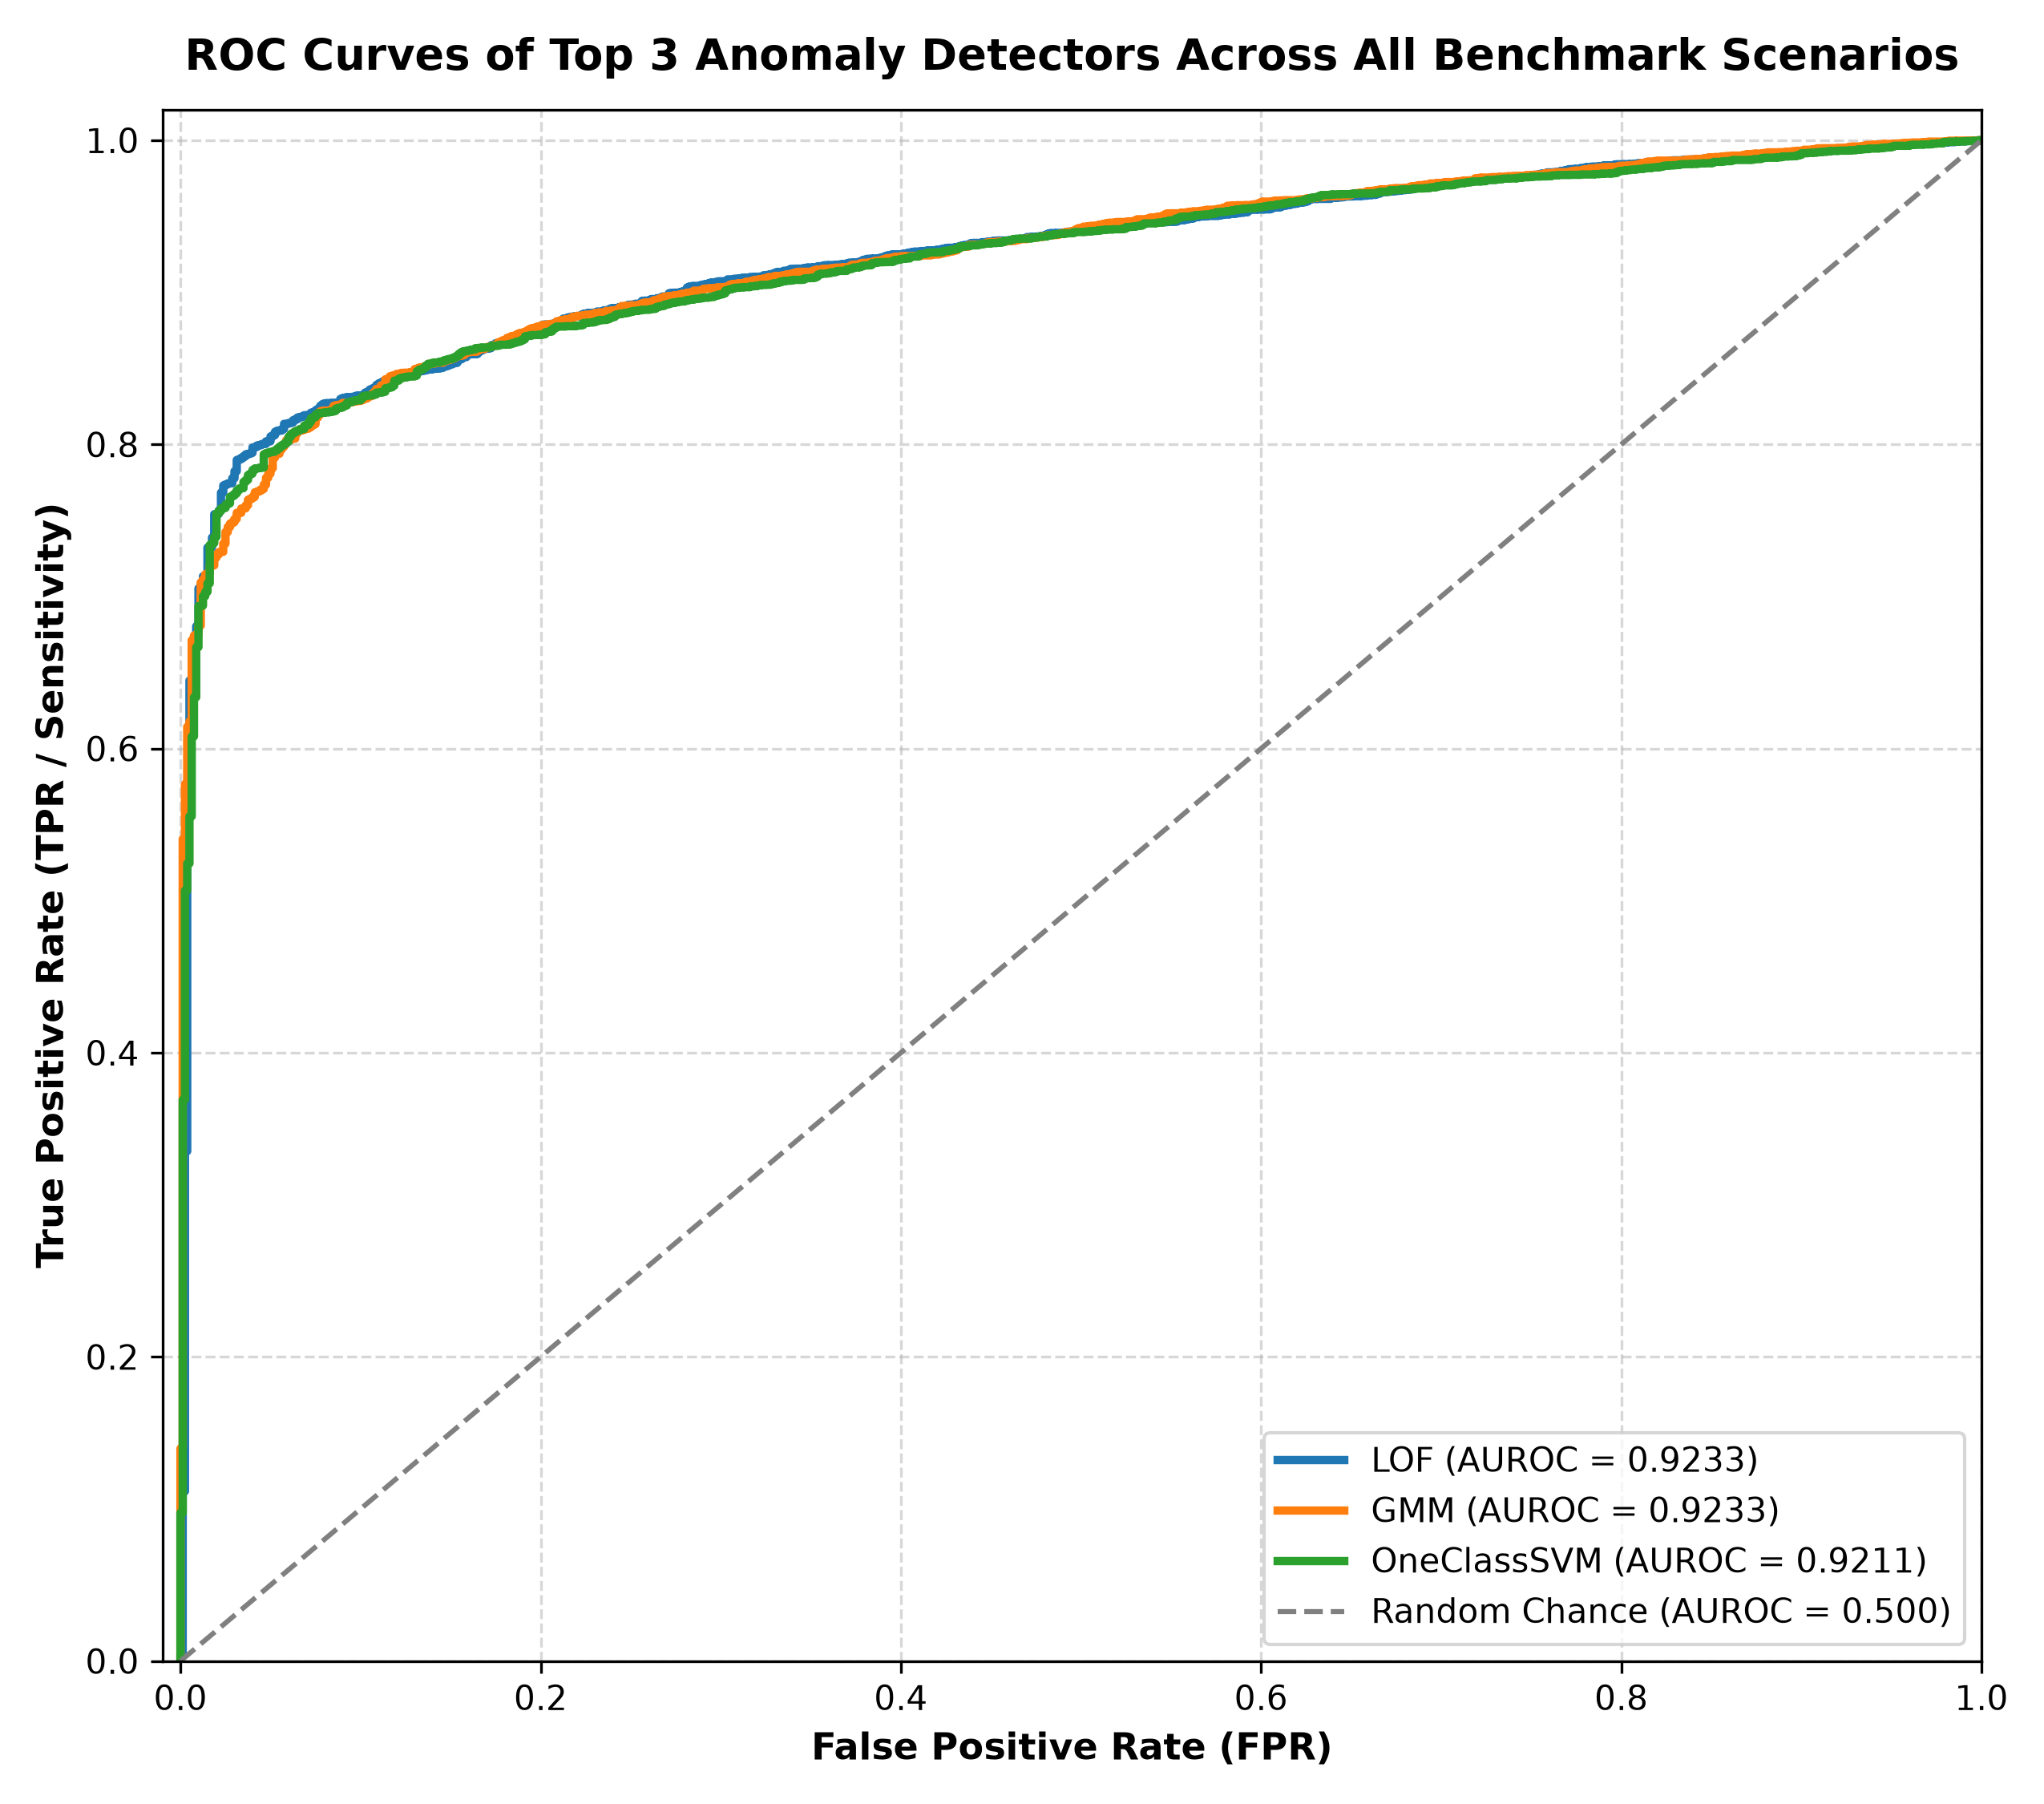 ROC Curves of Top 3 Anomaly Detectors Across All Benchmark Scenarios
True Positive Rate (TPR / Sensitivity)
1.0
0.8
0.6
0.4
0.2
0.0
0.0 0.2 0.4 0.6 0.8 1.0
False Positive Rate (FPR)
LOF (AUROC = 0.9233)
GMM (AUROC = 0.9233)
OneClassSVM (AUROC = 0.9211)
Random Chance (AUROC = 0.500)